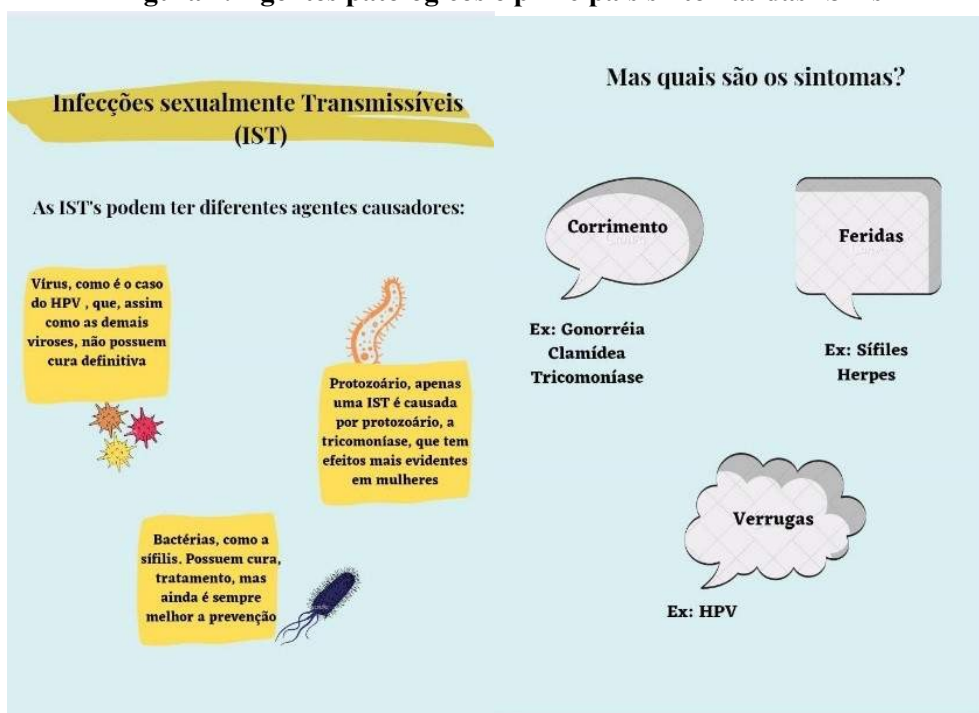 Infecções sexualmente Transmissíveis
(IST)
As IST's podem ter diferentes agentes causadores:
Vírus, como é o caso
do HPV , que, assim
como as demais
viroses, não possuem
cura definitiva
Protozoário, apenas
uma IST é causada
por protozoário, a
tricomoníase, que tem
efeitos mais evidentes
em mulheres
Bactérias, como a
sífilis. Possuem cura,
tratamento, mas
ainda é sempre
melhor a prevenção
Mas quais são os sintomas?
Corrimento
Ex: Gonorréia
Clamídea
Tricomoníase
Feridas
Ex: Sífiles
Herpes
Verrugas
Ex: HPV